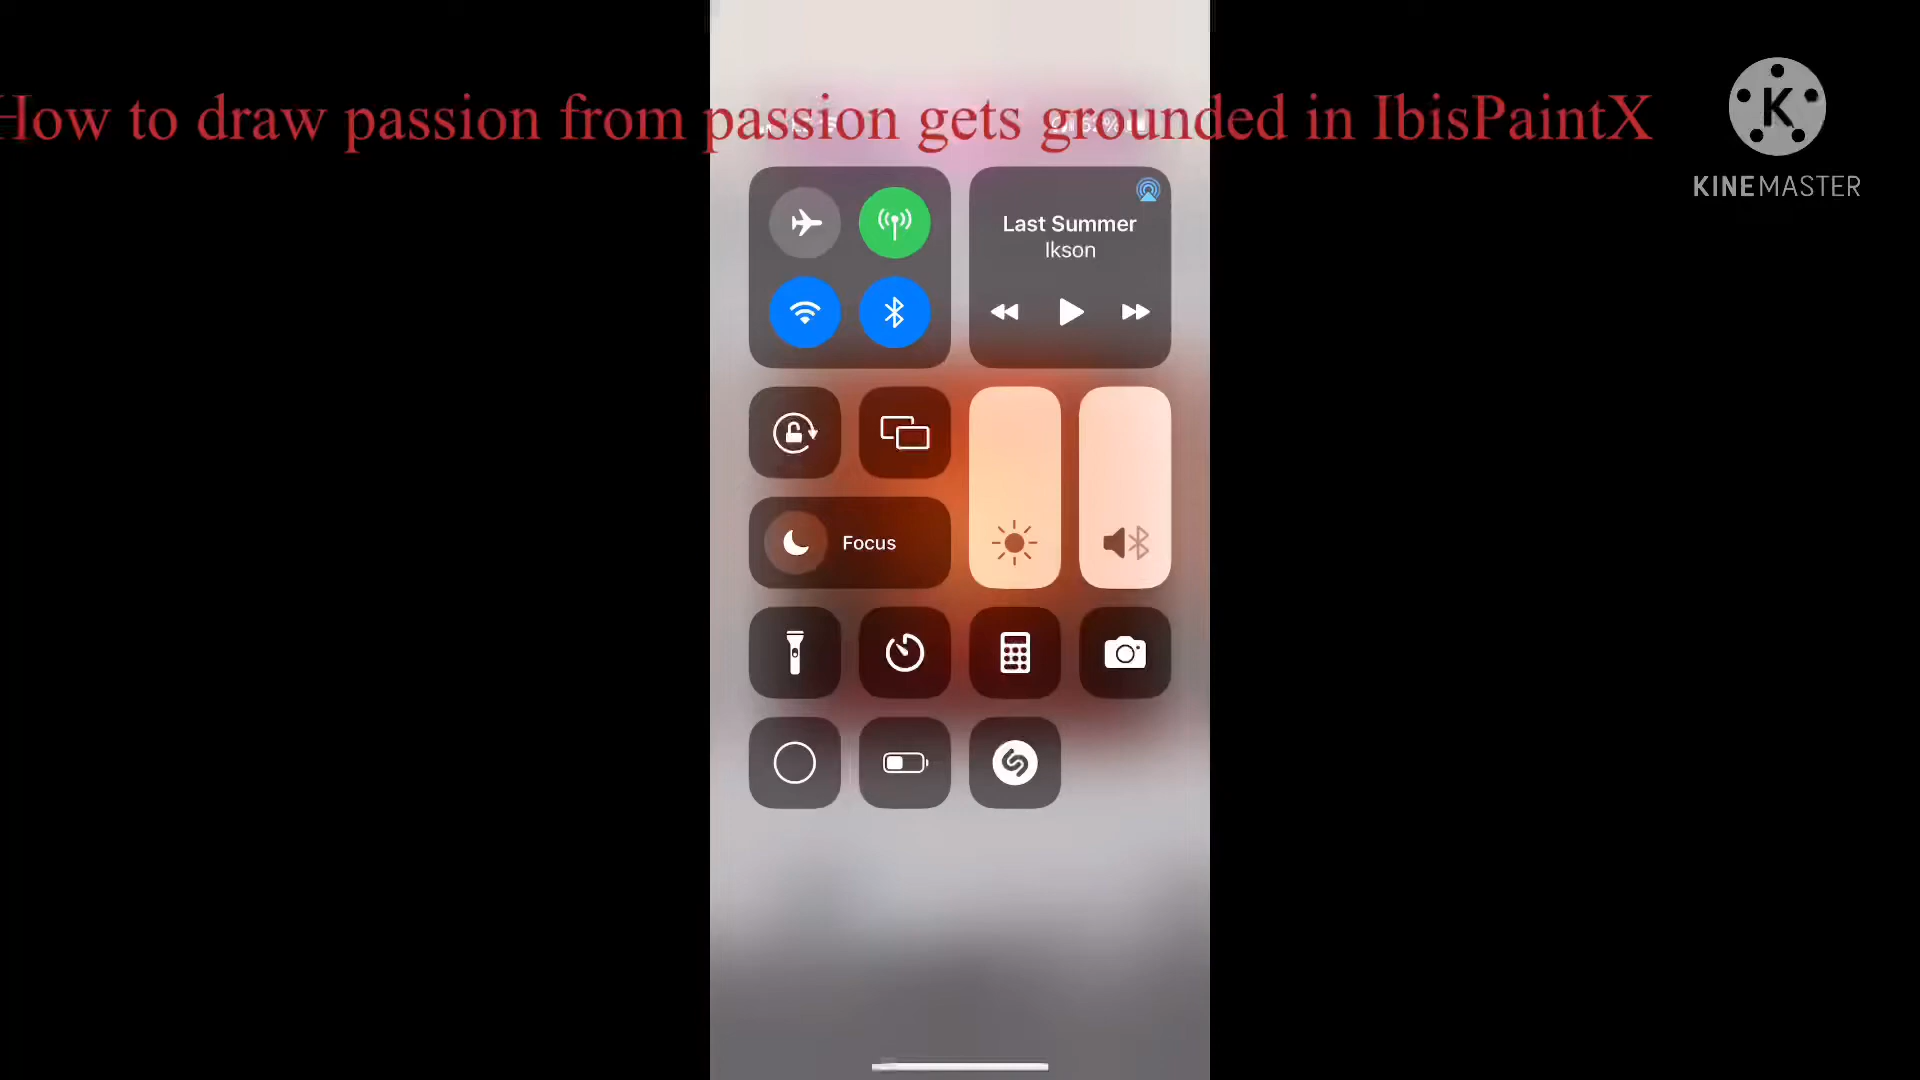 How to draw passion from passion gets grounded in IbisPaintX
KINEMASTER
Last Summer
Ikson
Focus